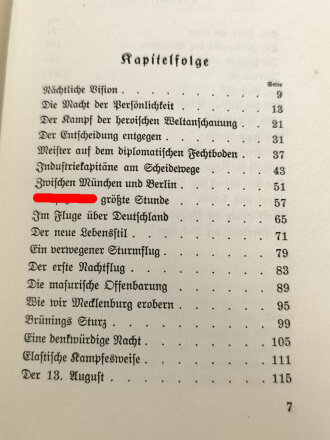 Kapitelfolge
Seite
Nächtliche Vision . . . . . . . . . 9
Die Macht der Persönlichkeit . . . . . . . 13
Der Kampf der heroischen Weltanschauung . . . 21
Der Entscheidung entgegen . . . . . . . 31
Meister auf dem diplomatischen Fechtboden . . 37
Industriekapitäne am Scheidewege . . . . . 43
Zwischen München und Berlin . . . . . . 51
größte Stunde . . . . . . 57
Im Fluge über Deutschland . . . . . . . 65
Der neue Lebensstil . . . . . . . . 71
Ein verwegener Sturmflug . . . . . . . 79
Der erste Nachtflug . . . . . . . . 83
Die masurische Offenbarung . . . . . . 89
Wie wir Mecklenburg erobern . . . . . . 95
Brünings Sturz . . . . . . . . . 99
Eine denkwürdige Nacht . . . . . . . 105
Elastische Kampfesweise . . . . . . . 111
Der 13. August . . . . . . . . . 115
7